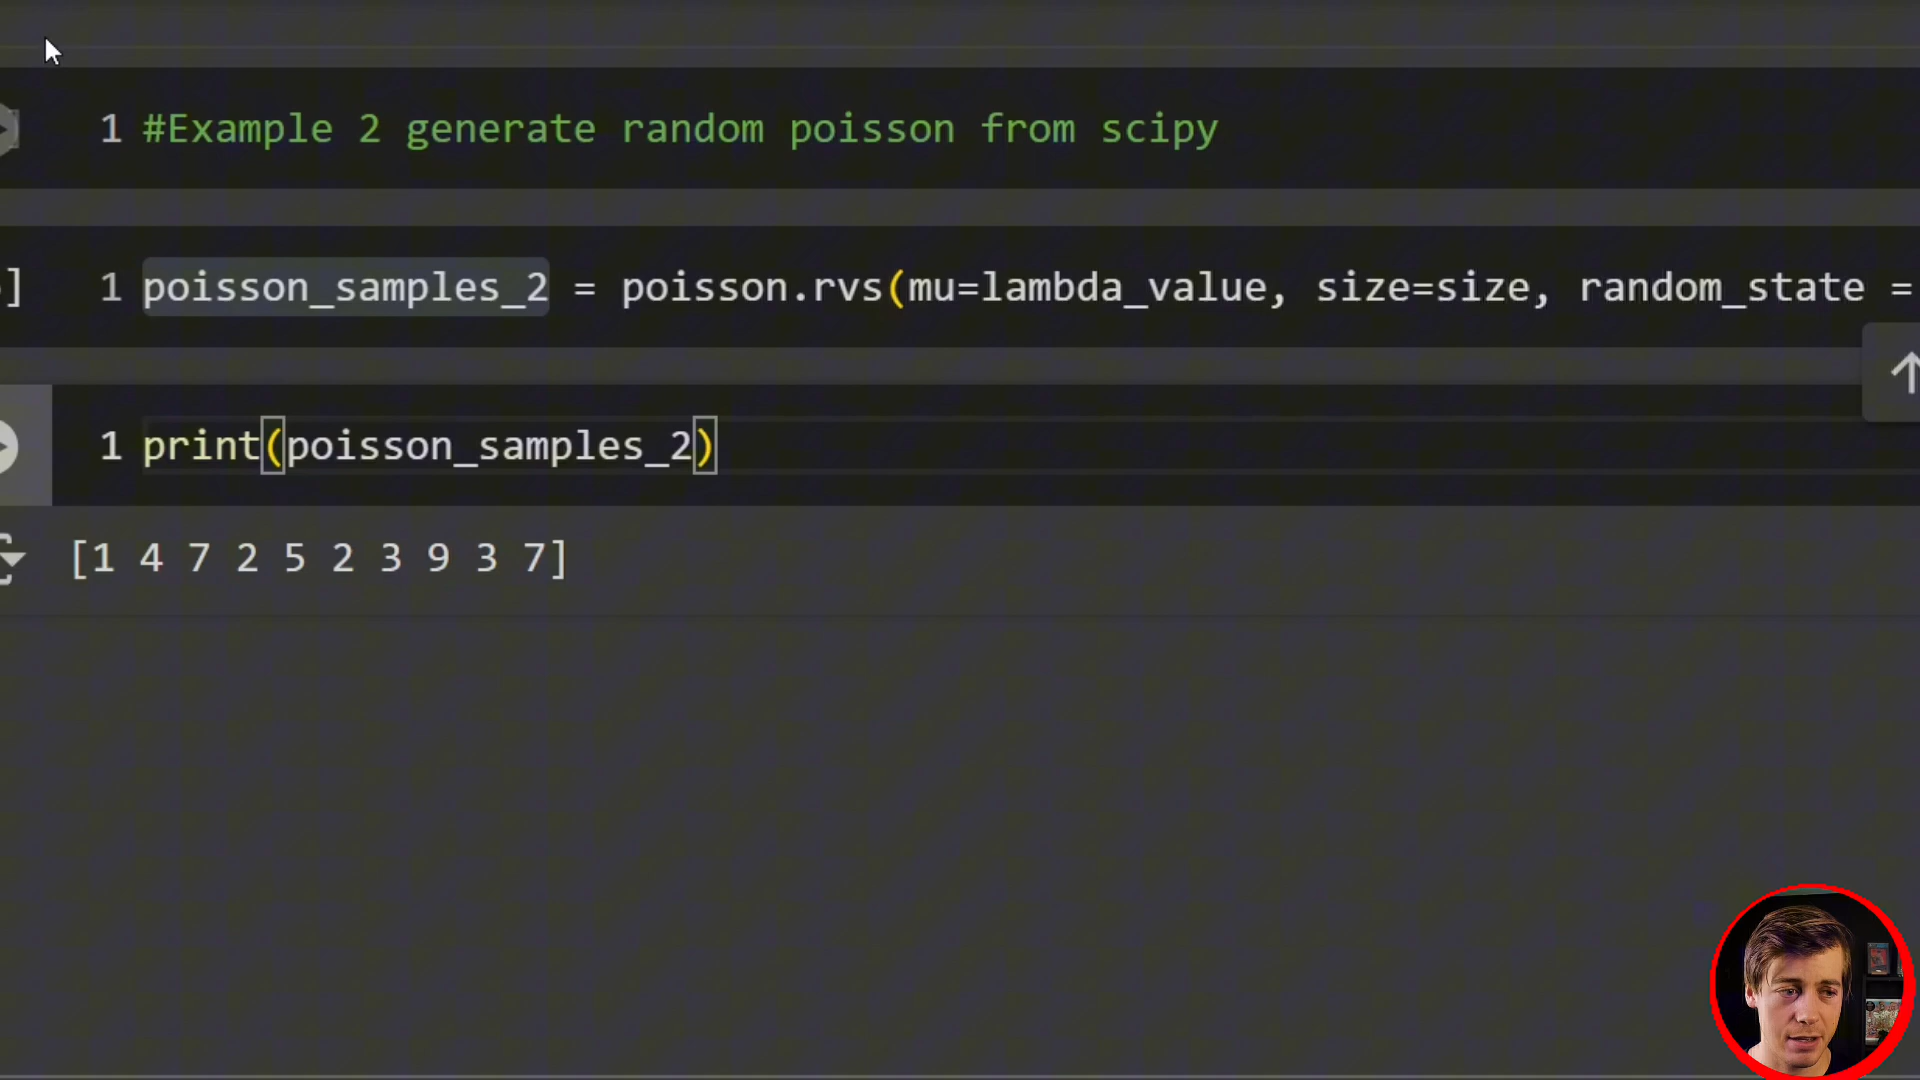 1 #Example 2 generate random poisson from scipy
] 1 poisson_samples_2 = poisson.rvs(mu=lambda_value, size=size, random_state =
1 print(poisson_samples_2)
[1 4 7 2 5 2 3 9 3 7]